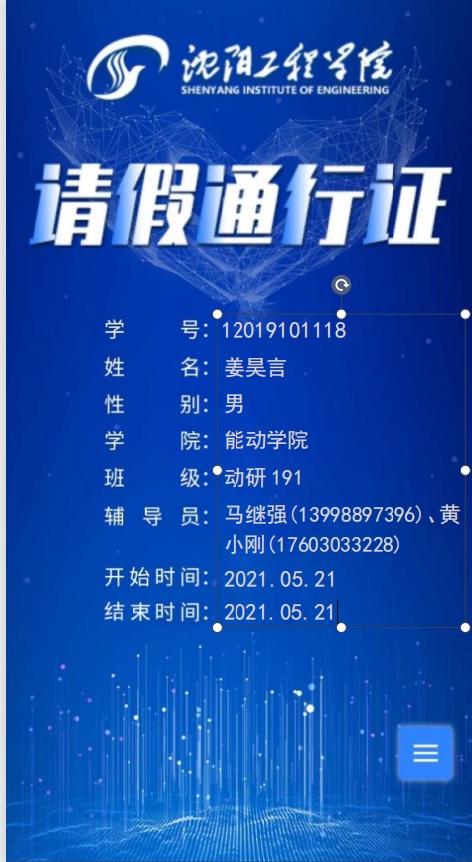 沈阳工程学院
SHENYANG INSTITUTE OF ENGINEERING
请假通行证
学 号：12019101118
姓 名：姜昊言
性 别：男
学 院：能动学院
班 级：动研191
辅 导 员：马继强(13998897396)、黄
小刚(17603033228)
开始时间：2021.05.21
结束时间：2021.05.21